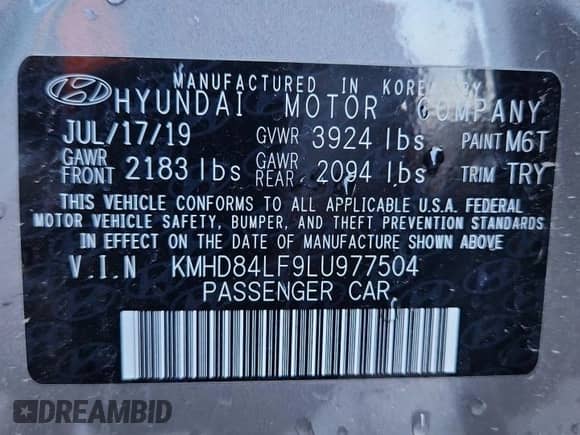 MANUFACTURED IN KOREA BY
HYUNDAI MOTOR COMPANY
JUL/17/19 GVWR 3924 lbs PAINT M6T
GAWR FRONT 2183 lbs GAWR REAR 2094 lbs TRIM TRY
THIS VEHICLE CONFORMS TO ALL APPLICABLE U.S.A. FEDERAL
MOTOR VEHICLE SAFETY, BUMPER, AND THEFT PREVENTION STANDARDS
IN EFFECT ON THE DATE OF MANUFACTURE SHOWN ABOVE
V.I.N KMHD84LF9LU977504
PASSENGER CAR
DREAMBID